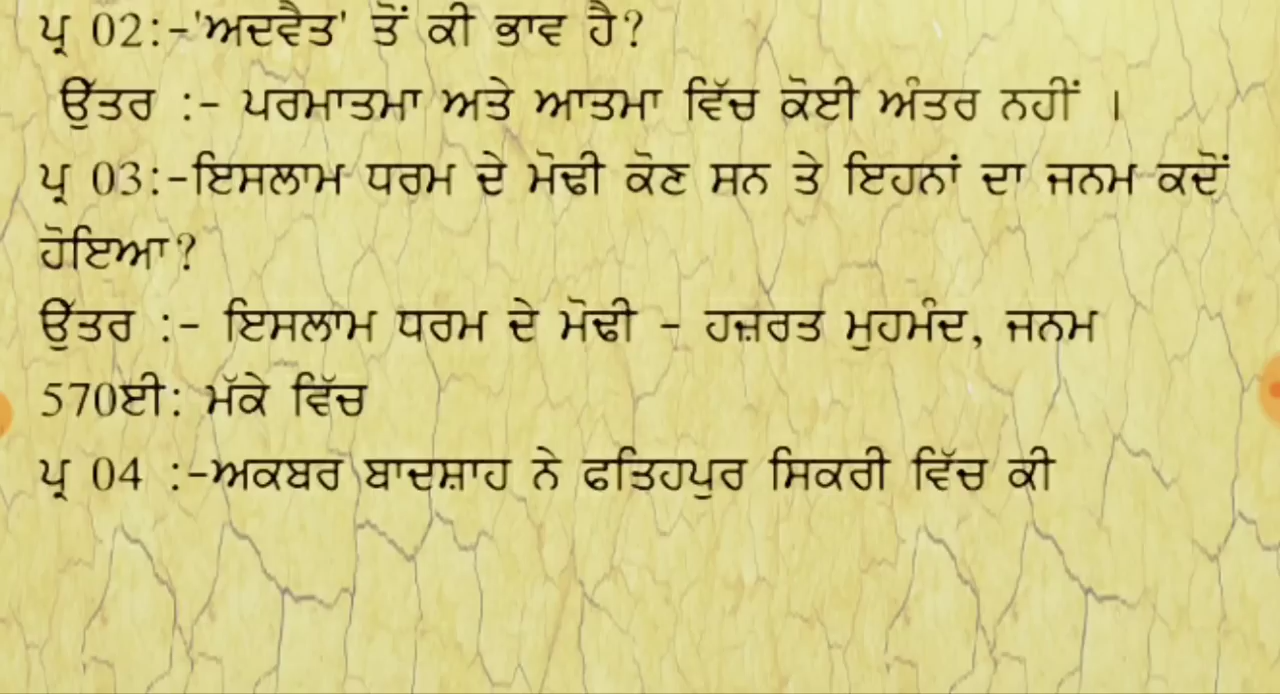 ਪ੍ਰ 02:-'ਅਦਵੈਤ' ਤੋਂ ਕੀ ਭਾਵ ਹੈ?
ਉੱਤਰ :- ਪਰਮਾਤਮਾ ਅਤੇ ਆਤਮਾ ਵਿੱਚ ਕੋਈ ਅੰਤਰ ਨਹੀਂ ।
ਪ੍ਰ 03:-ਇਸਲਾਮ ਧਰਮ ਦੇ ਮੋਢੀ ਕੋਣ ਸਨ ਤੇ ਇਹਨਾਂ ਦਾ ਜਨਮ ਕਦੋਂ
ਹੋਇਆ?
ਉੱਤਰ :- ਇਸਲਾਮ ਧਰਮ ਦੇ ਮੋਢੀ - ਹਜ਼ਰਤ ਮੁਹਮੰਦ, ਜਨਮ
570ਈ: ਮੱਕੇ ਵਿੱਚ
ਪ੍ਰ 04 :-ਅਕਬਰ ਬਾਦਸ਼ਾਹ ਨੇ ਫਤਿਹਪੁਰ ਸਿਕਰੀ ਵਿੱਚ ਕੀ